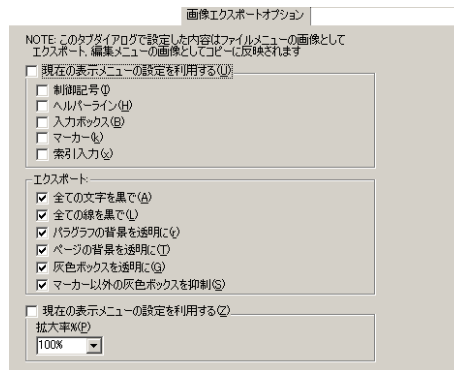 画像エクスポートオプション
NOTE: このタブダイアログで設定した内容はファイルメニューの画像として
エクスポート, 編集メニューの画像としてコピーに反映されます
現在の表示メニューの設定を利用する(U)
制御記号(I)
ヘルパーライン(H)
入力ボックス(B)
マーカー(k)
索引入力(x)
エクスポート:
全ての文字を黒で(A)
全ての線を黒で(L)
パラグラフの背景を透明に(r)
ページの背景を透明に(T)
灰色ボックスを透明に(G)
マーカー以外の灰色ボックスを抑制(S)
現在の表示メニューの設定を利用する(Z)
拡大率%(P)
100%